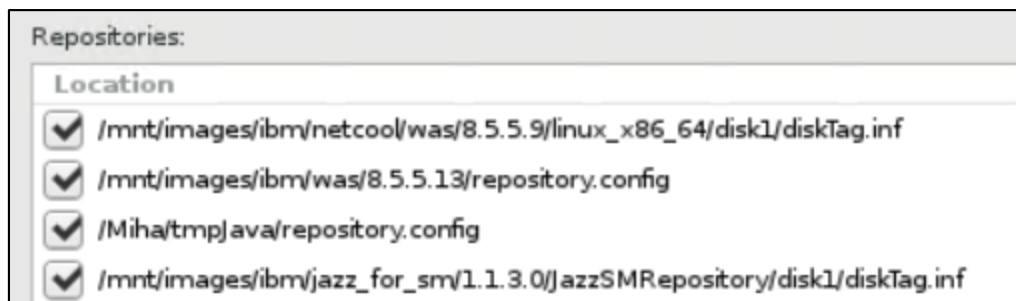 Repositories:
Location
/mnt/images/ibm/netcool/was/8.5.5.9/linux_x86_64/disk1/diskTag.inf
/mnt/images/ibm/was/8.5.5.13/repository.config
/Miha/tmpJava/repository.config
/mnt/images/ibm/jazz_for_sm/1.1.3.0/JazzSMRepository/disk1/diskTag.inf